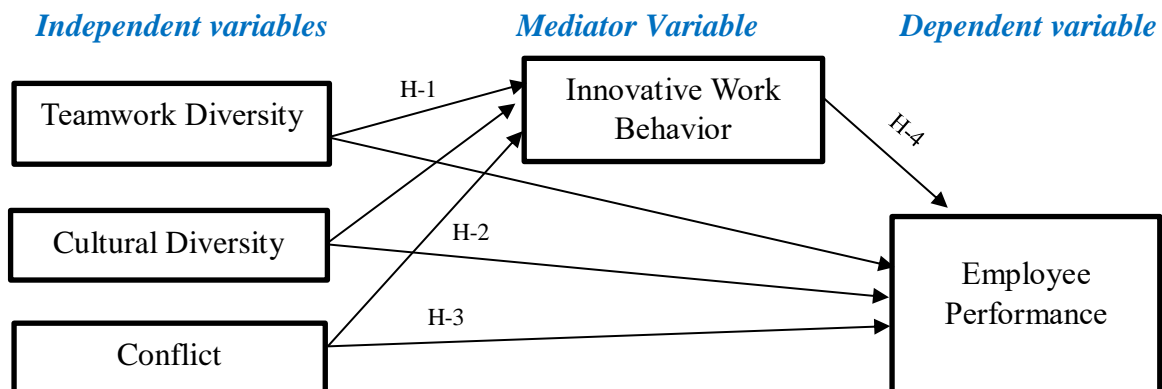 Independent variables
Mediator Variable
Dependent variable
Teamwork Diversity
H-1
Innovative Work
Behavior
H-4
Cultural Diversity
H-2
Employee
Performance
H-3
Conflict